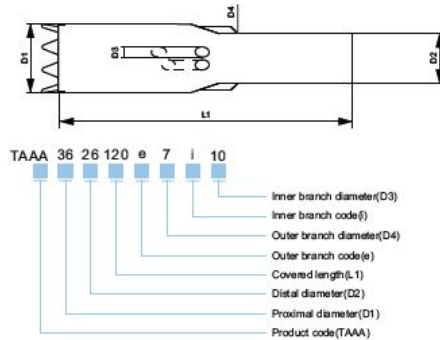 D4
D1
D3
D2
L1
TAAA 36 26 120 e 7 i 10
Inner branch diameter(D3)
Inner branch code(i)
Outer branch diameter(D4)
Outer branch code(e)
Covered length(L1)
Distal diameter(D2)
Proximal diameter(D1)
Product code(TAAA)